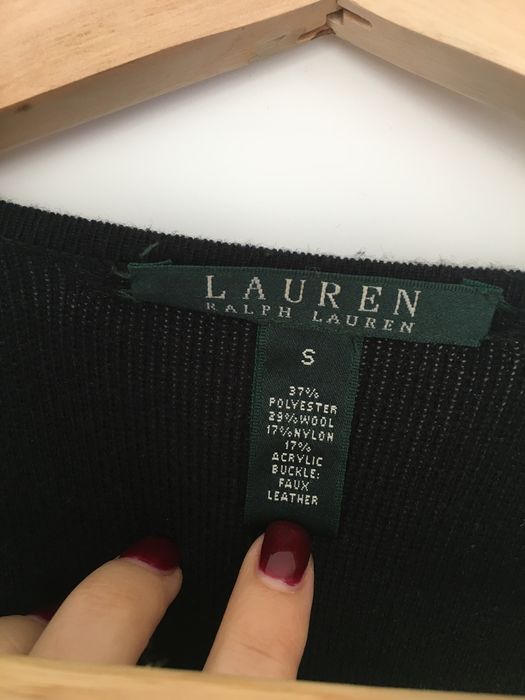 LAUREN
RALPH LAUREN
S
37%
POLYESTER
29%WOOL
17%NYLON
17%
ACRYLIC
BUCKLE:
FAUX
LEATHER